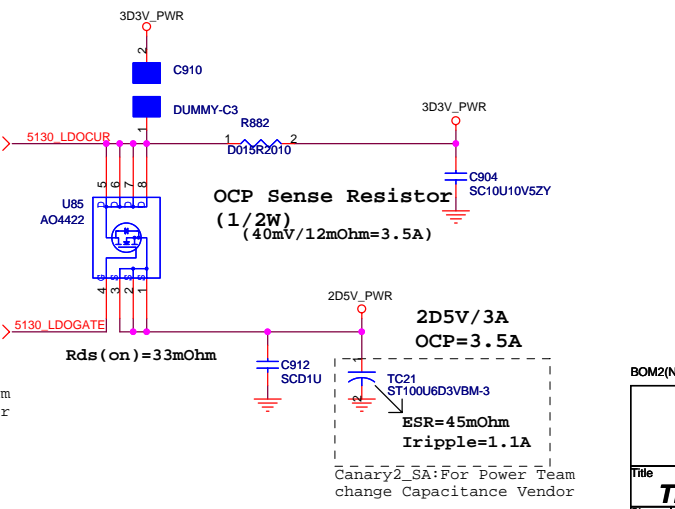 3D3V_PWR
2
C910
DUMMY-C3
1
5130_LDOCUR
R882
1
2
D015R2010
3D3V_PWR
C904
SC10U10V5ZY
OCP Sense Resistor
(1/2W)
(40mV/12mOhm=3.5A)
5 6 7 8
D D D D
U85
AO4422
G S S S
4 3 2 1
5130_LDOGATE
Rds(on)=33mOhm
2D5V_PWR
2D5V/3A
OCP=3.5A
C912
SCD1U
1
TC21
ST100U6D3VBM-3
2
ESR=45mOhm
Iripple=1.1A
Canary2_SA:For Power Team
change Capacitance Vendor
m
r
BOM2(N
Title